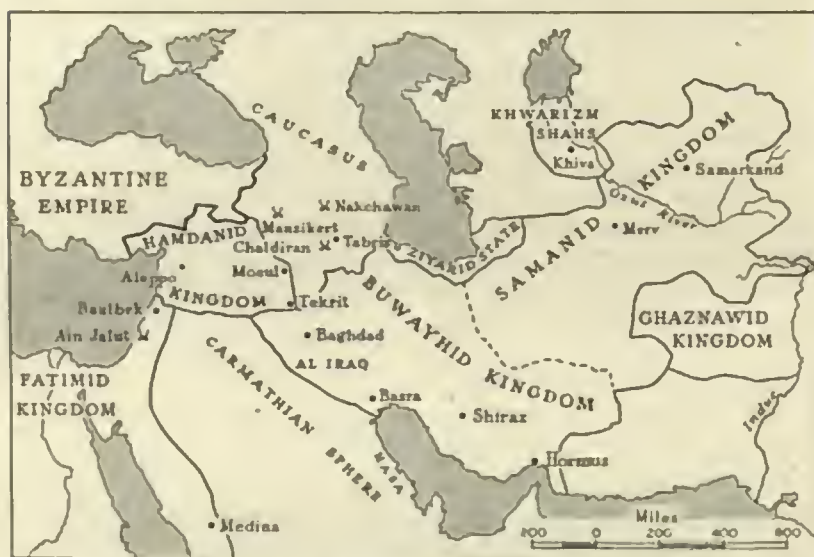 CAUCASUS
KHWARIZM
SHAHS
Khiva
SAMANID KINGDOM
Samarkand
Oxus River
Merv
BYZANTINE
EMPIRE
Nakchawan
Manzikert
Chaldiran
Tabriz
ZIYARID STATE
HAMDANID
KINGDOM
Aleppo
Mosul
Tekrit
Baalbek
Ain Jalut
BUWAYHID KINGDOM
Baghdad
AL IRAQ
GHAZNAWID
KINGDOM
FATIMID
KINGDOM
CARMATHIAN SPHERE
Basra
Shiraz
HASA
Hormus
Indus
Medina
Miles
200 0 200 400 600 800